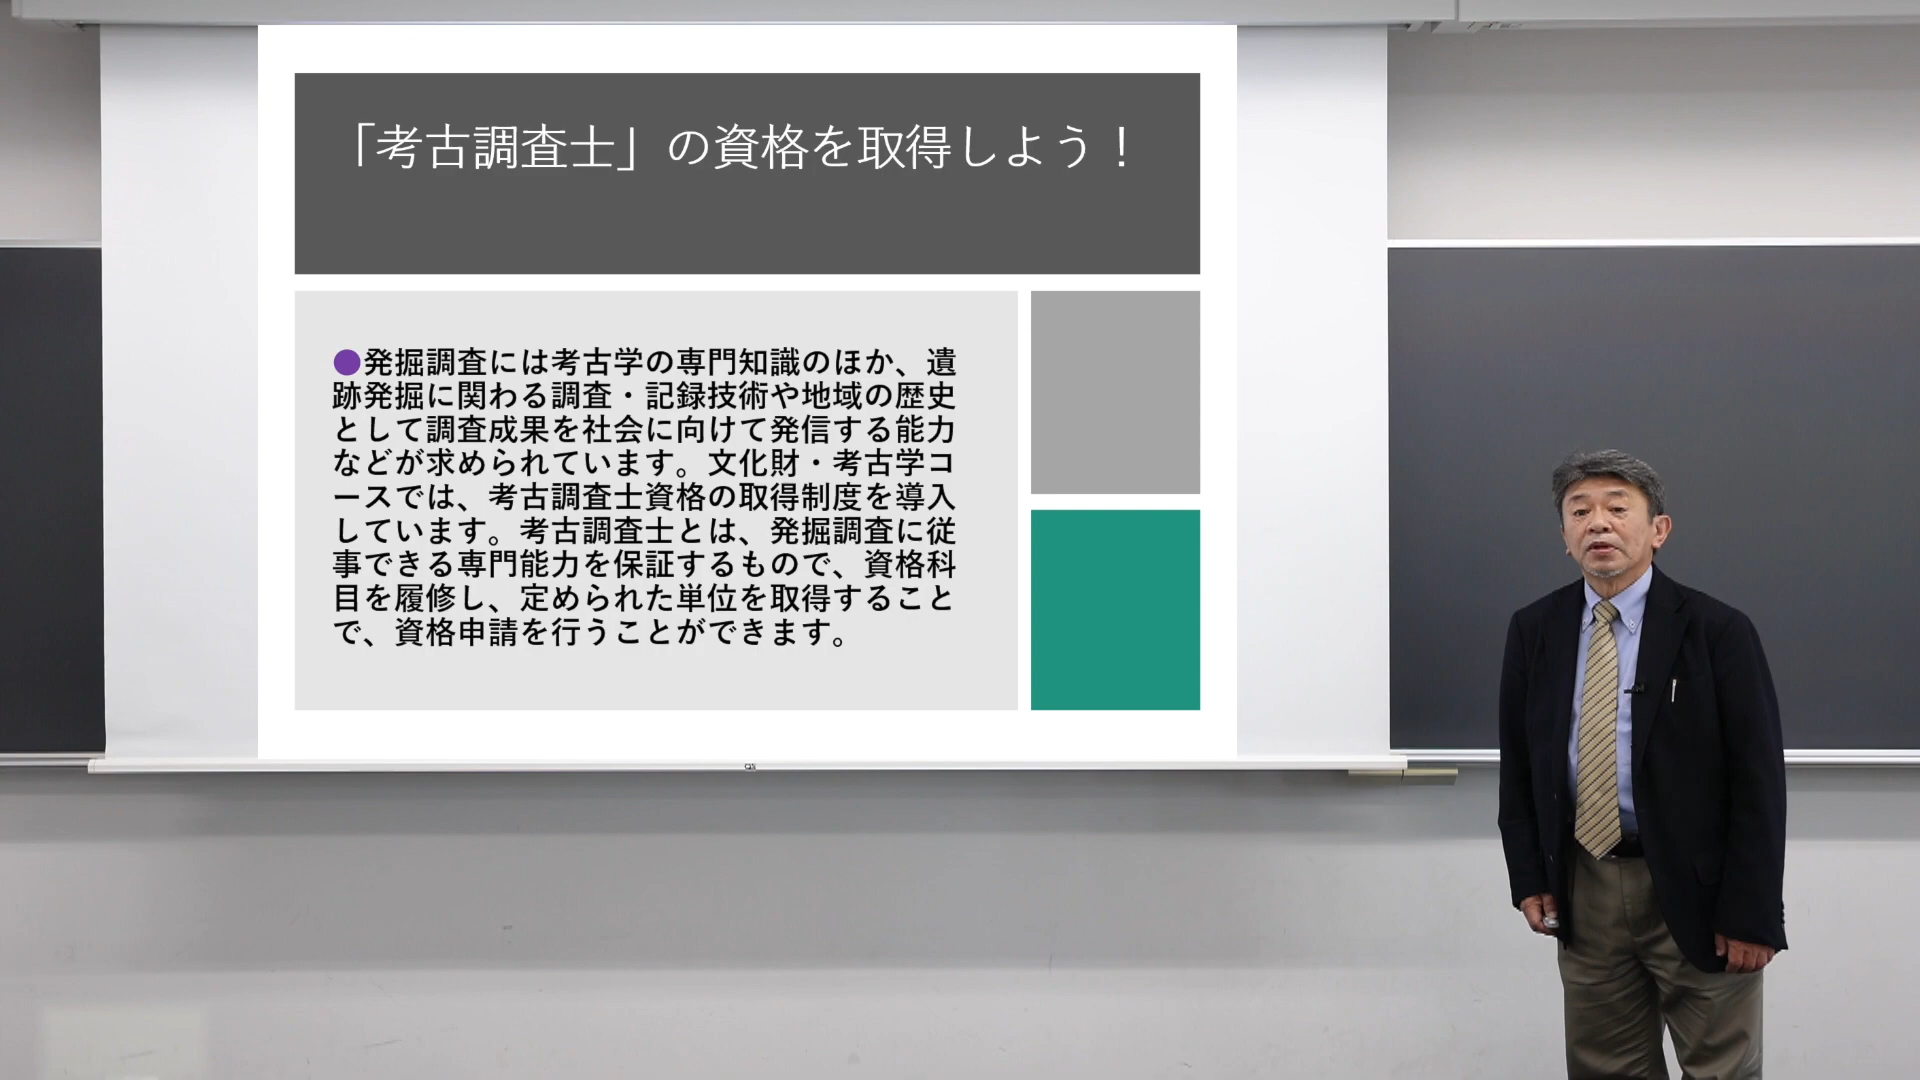 「考古調査士」の資格を取得しよう！
●発掘調査には考古学の専門知識のほか、遺
跡発掘に関わる調査・記録技術や地域の歴史
として調査成果を社会に向けて発信する能力
などが求められています。文化財・考古学コ
ースでは、考古調査士資格の取得制度を導入
しています。考古調査士とは、発掘調査に従
事できる専門能力を保証するもので、資格科
目を履修し、定められた単位を取得すること
で、資格申請を行うことができます。